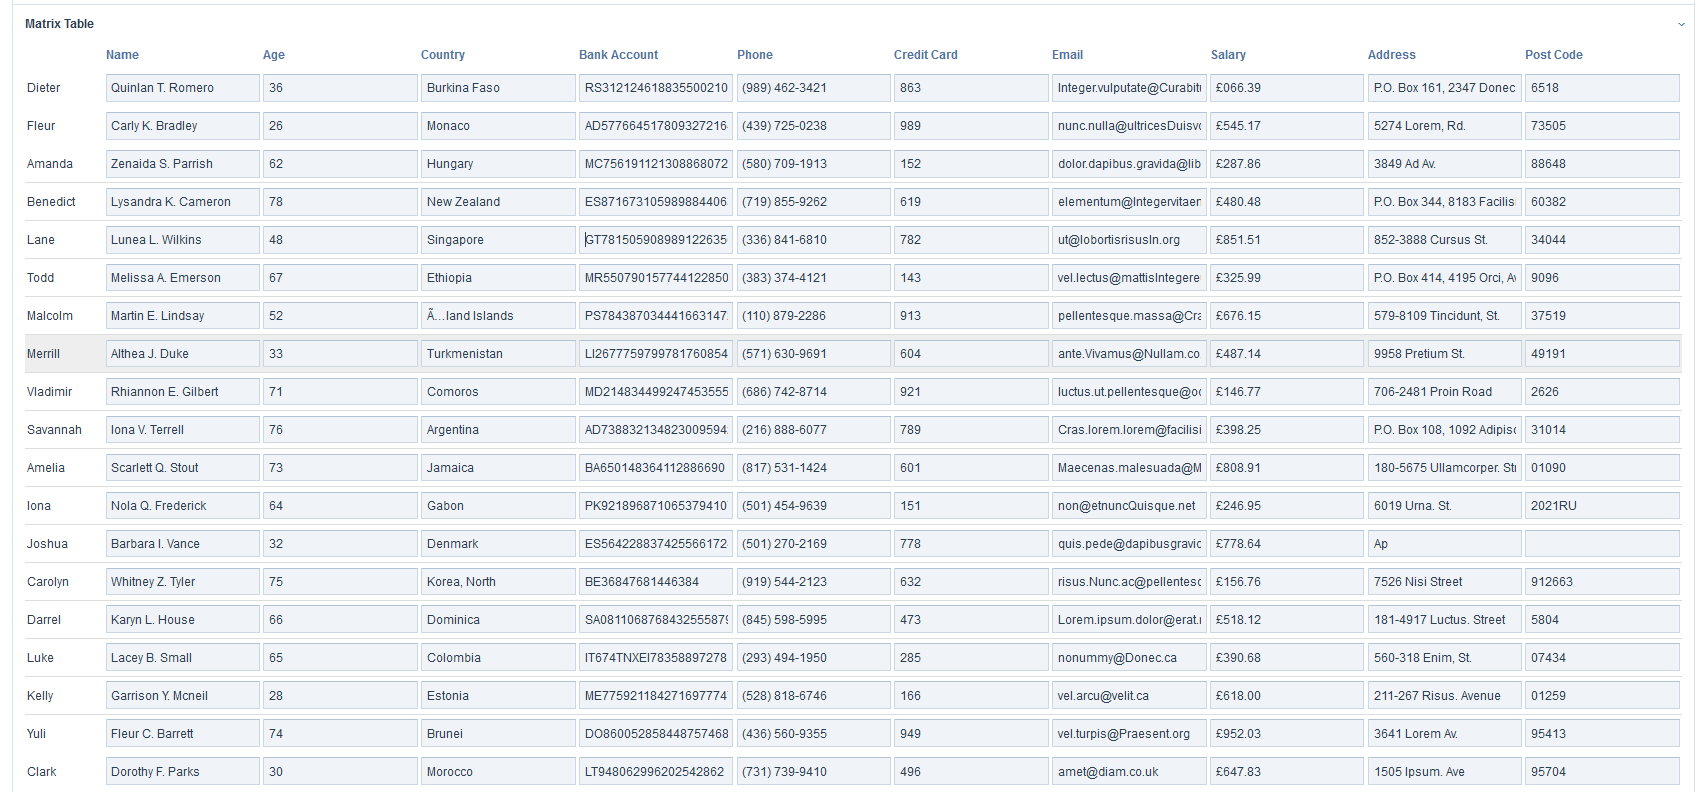 Matrix Table
Name Age Country Bank Account Phone Credit Card Email Salary Address Post Code
Dieter Quinlan T. Romero 36 Burkina Faso RS312124618835500210 (989) 462-3421 863 Integer.vulputate@Curabit £066.39 P.O. Box 161, 2347 Donec 6518
Fleur Carly K. Bradley 26 Monaco AD577664517809327216 (439) 725-0238 989 nunc.nulla@ultricesDuisv £545.17 5274 Lorem, Rd. 73505
Amanda Zenaida S. Parrish 62 Hungary MC756191121308868072 (580) 709-1913 152 dolor.dapibus.gravida@lib £287.86 3849 Ad Av. 88648
Benedict Lysandra K. Cameron 78 New Zealand ES871673105989884406 (719) 855-9262 619 elementum@Integervitaen £480.48 P.O. Box 344, 8183 Facilis 60382
Lane Lunea L. Wilkins 48 Singapore GT781505908989122635 (336) 841-6810 782 ut@lobortisrisusIn.org £851.51 852-3888 Cursus St. 34044
Todd Melissa A. Emerson 67 Ethiopia MR550790157744122850 (383) 374-4121 143 vel.lectus@mattisIntegere £325.99 P.O. Box 414, 4195 Orci, Av 9096
Malcolm Martin E. Lindsay 52 Ã…land Islands PS784387034441663147 (110) 879-2286 913 pellentesque.massa@Cra £676.15 579-8109 Tincidunt, St. 37519
Merrill Althea J. Duke 33 Turkmenistan LI2677759799781760854 (571) 630-9691 604 ante.Vivamus@Nullam.co £487.14 9958 Pretium St. 49191
Vladimir Rhiannon E. Gilbert 71 Comoros MD214834499247453555 (686) 742-8714 921 luctus.ut.pellentesque@oc £146.77 706-2481 Proin Road 2626
Savannah Iona V. Terrell 76 Argentina AD738832134823009594 (216) 888-6077 789 Cras.lorem.lorem@facilisi £398.25 P.O. Box 108, 1092 Adipisc 31014
Amelia Scarlett Q. Stout 73 Jamaica BA650148364112886690 (817) 531-1424 601 Maecenas.malesuada@M £808.91 180-5675 Ullamcorper. Str 01090
Iona Nola Q. Frederick 64 Gabon PK921896871065379410 (501) 454-9639 151 non@etnuncQuisque.net £246.95 6019 Urna. St. 2021RU
Joshua Barbara I. Vance 32 Denmark ES564228837425566172 (501) 270-2169 778 quis.pede@dapibusgravic £778.64 Ap
Carolyn Whitney Z. Tyler 75 Korea, North BE36847681446384 (919) 544-2123 632 risus.Nunc.ac@pellentesc £156.76 7526 Nisi Street 912663
Darrel Karyn L. House 66 Dominica SA0811068768432555879 (845) 598-5995 473 Lorem.ipsum.dolor@erat. £518.12 181-4917 Luctus. Street 5804
Luke Lacey B. Small 65 Colombia IT674TNXEI78358897278 (293) 494-1950 285 nonummy@Donec.ca £390.68 560-318 Enim, St. 07434
Kelly Garrison Y. Mcneil 28 Estonia ME775921184271697774 (528) 818-6746 166 vel.arcu@velit.ca £618.00 211-267 Risus. Avenue 01259
Yuli Fleur C. Barrett 74 Brunei DO860052858448757468 (436) 560-9355 949 vel.turpis@Praesent.org £952.03 3641 Lorem Av. 95413
Clark Dorothy F. Parks 30 Morocco LT948062996202542862 (731) 739-9410 496 amet@diam.co.uk £647.83 1505 Ipsum. Ave 95704